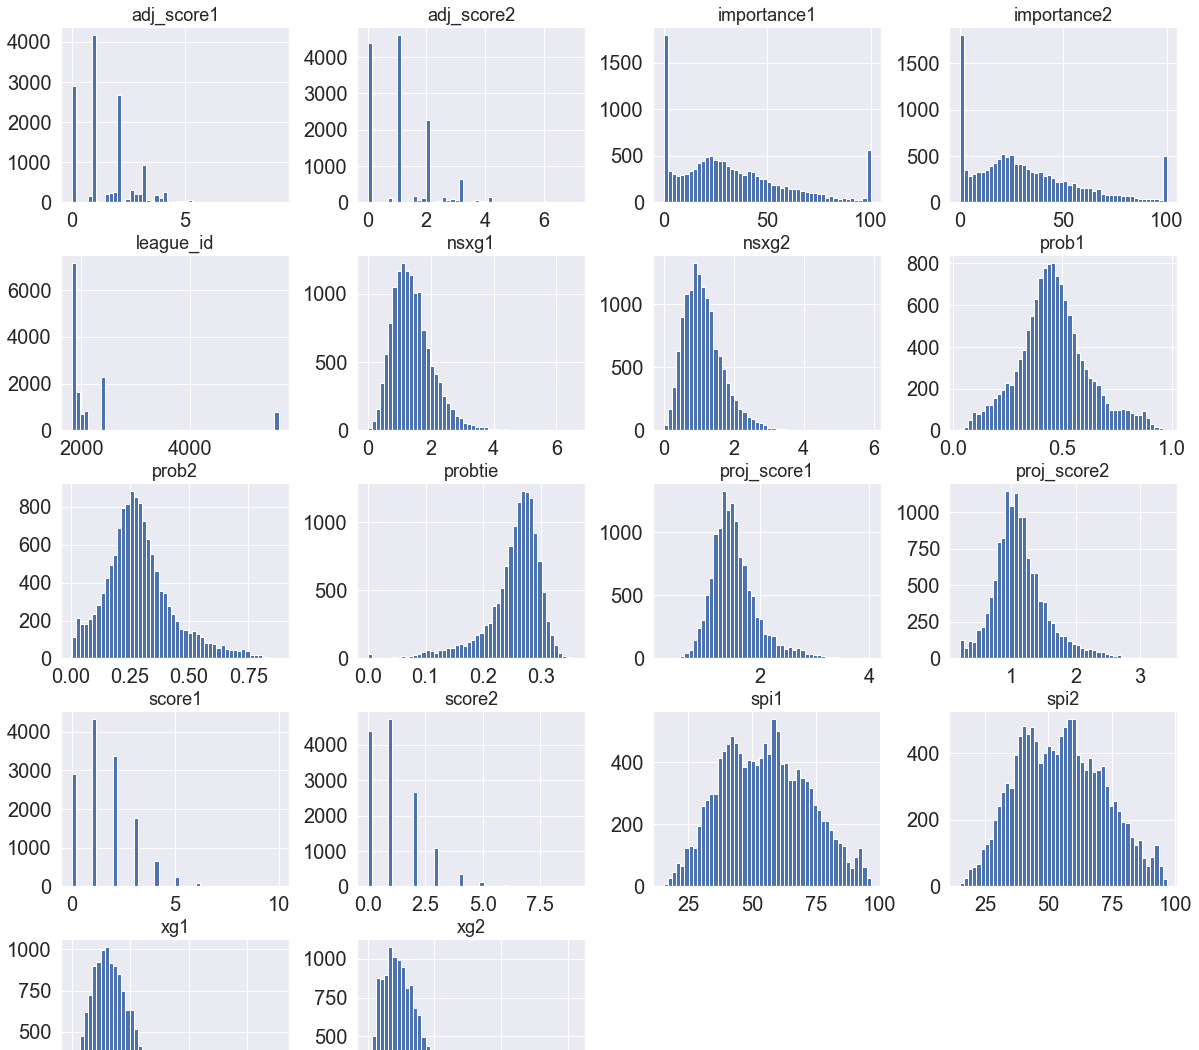 adj_score1 adj_score2 importance1 importance2
4000 4000 1500 1500
3000 3000 1000 1000
2000 2000 500 500
1000 1000
0 0 0 0
0 5 0 2 4 6 0 50 100 0 50 100
league_id nsxg1 nsxg2 prob1
6000 1000 1000 800
4000 500 500 600
2000 400
0 0 0 200
0
2000 4000 0 2 4 6 0 2 4 6 0.0 0.5 1.0
prob2 probtie proj_score1 proj_score2
800 1000 1000 1000
600 500 500 750
400 500
200 250
0 0 0 0
0.00 0.25 0.50 0.75 0.0 0.1 0.2 0.3 2 4 1 2 3
score1 score2 spi1 spi2
4000 4000 400 400
3000 3000 200 200
2000 2000
1000 1000
0 0 0 0
0 5 10 0.0 2.5 5.0 7.5 25 50 75 100 25 50 75 100
xg1 xg2
1000 1000
750 750
500 500